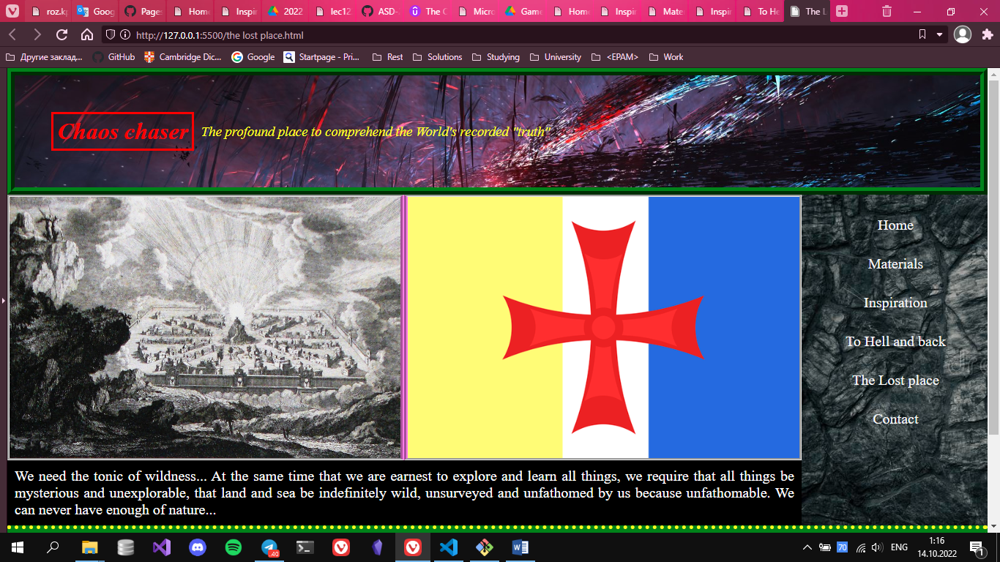 roz.kp
Goog
Page
Home
Inspir
2022
lec12
ASD-
The C
Micro
Game
Home
Inspir
Mate
Inspir
To He
The L
http://127.0.0.1:5500/the lost place.html
Другие заклад...
GitHub
Cambridge Dic...
Google
Startpage - Pri...
Rest
Solutions
Studying
University
<EPAM>
Work
Chaos chaser
The profound place to comprehend the World's recorded "truth"
Home
Materials
Inspiration
To Hell and back
The Lost place
Contact
We need the tonic of wildness... At the same time that we are earnest to explore and learn all things, we require that all things be
mysterious and unexplorable, that land and sea be indefinitely wild, unsurveyed and unfathomed by us because unfathomable. We
can never have enough of nature...
.40
70
ENG
1:16
14.10.2022
1